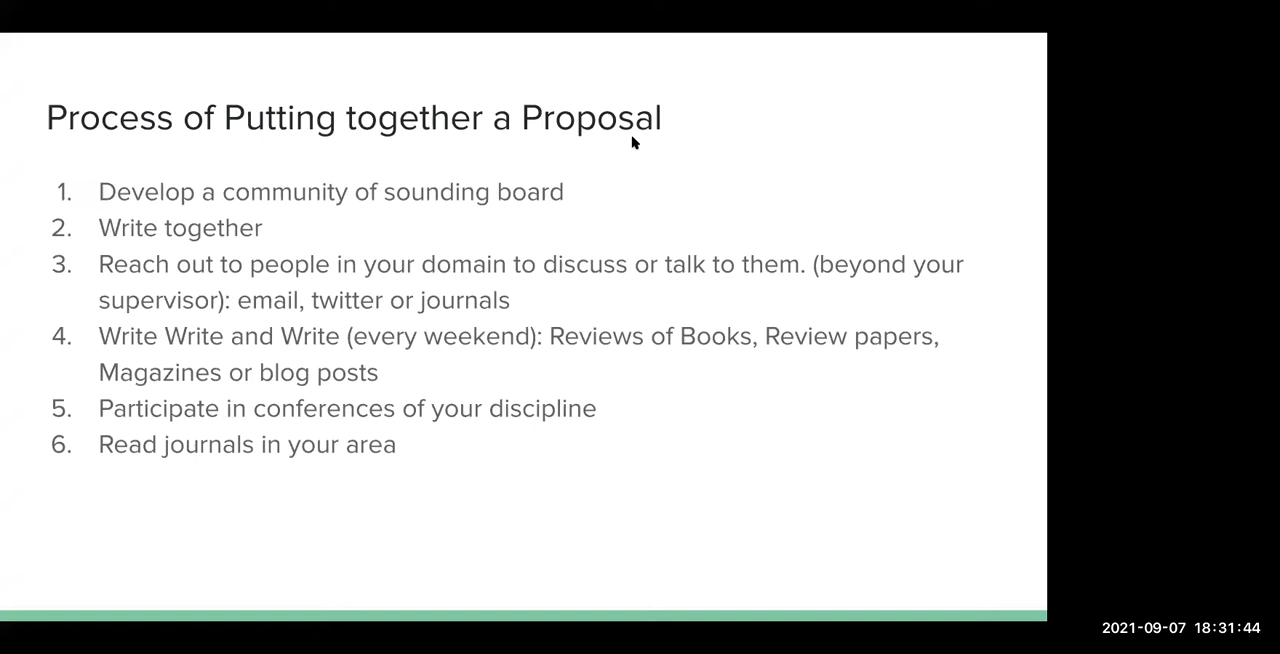 Process of Putting together a Proposal
1. Develop a community of sounding board
2. Write together
3. Reach out to people in your domain to discuss or talk to them. (beyond your
supervisor): email, twitter or journals
4. Write Write and Write (every weekend): Reviews of Books, Review papers,
Magazines or blog posts
5. Participate in conferences of your discipline
6. Read journals in your area
2021-09-07 18:31:44